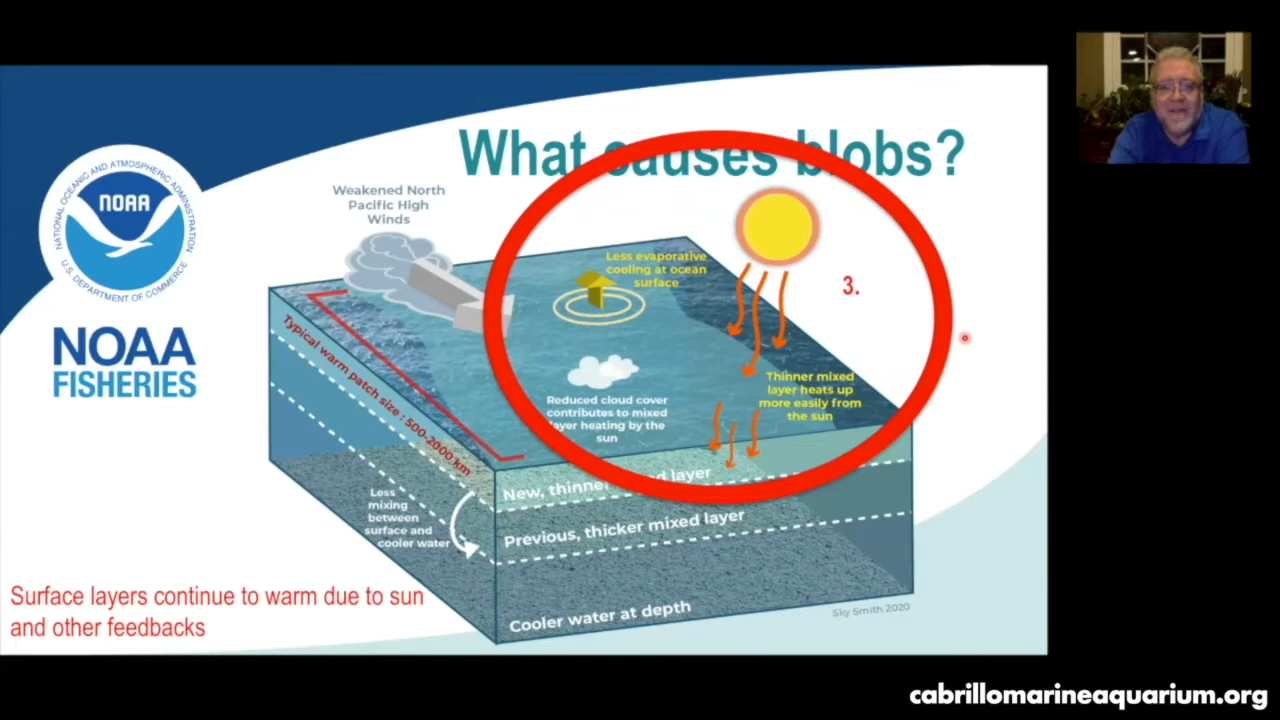 What causes blobs?
NATIONAL OCEANIC AND ATMOSPHERIC ADMINISTRATION
NOAA
U.S. DEPARTMENT OF COMMERCE
NOAA
FISHERIES
Weakened North
Pacific High
Winds
Less evaporative
cooling at ocean
surface
3.
Typical warm patch size : 500-2000 km
Thinner mixed
layer heats up
more easily from
the sun
Reduced cloud cover
contributes to mixed
layer heating by the
sun
New, thinner layer
Less
mixing
between
surface and
cooler water
Previous, thicker mixed layer
Cooler water at depth
Sky Smith 2020
Surface layers continue to warm due to sun
and other feedbacks
cabrillomarineaquarium.org